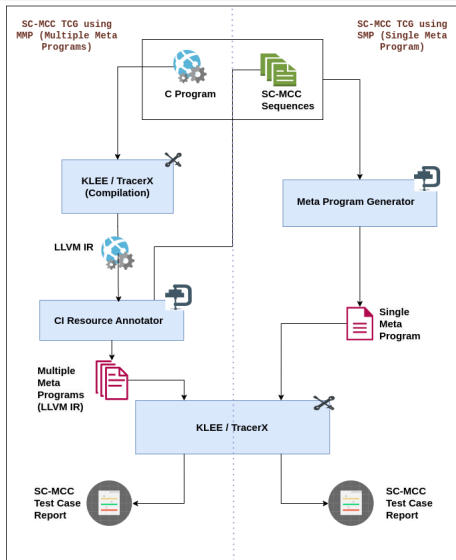 SC-MCC TCG using
MMP (Multiple Meta
Programs)
SC-MCC TCG using
SMP (Single Meta
Program)
C Program
SC-MCC
Sequences
KLEE / TracerX
(Compilation)
Meta Program Generator
LLVM IR
CI Resource Annotator
Single
Meta
Program
Multiple
Meta
Programs
(LLVM IR)
KLEE / TracerX
SC-MCC
Test Case
Report
SC-MCC
Test Case
Report